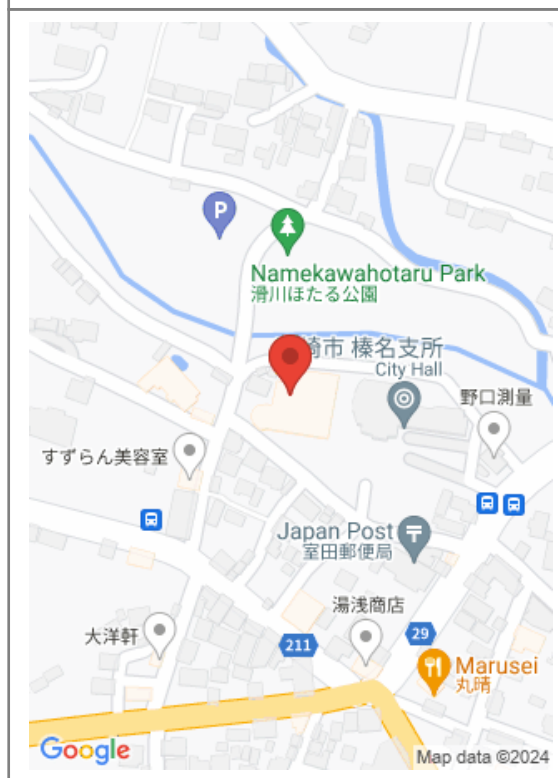 P
Namekawahotaru Park
滑川ほたる公園
崎市 榛名支所
City Hall
野口測量
すずらん美容室
Japan Post
室田郵便局
湯浅商店
大洋軒
211
29
Marusei
丸晴
Google
Map data ©2024